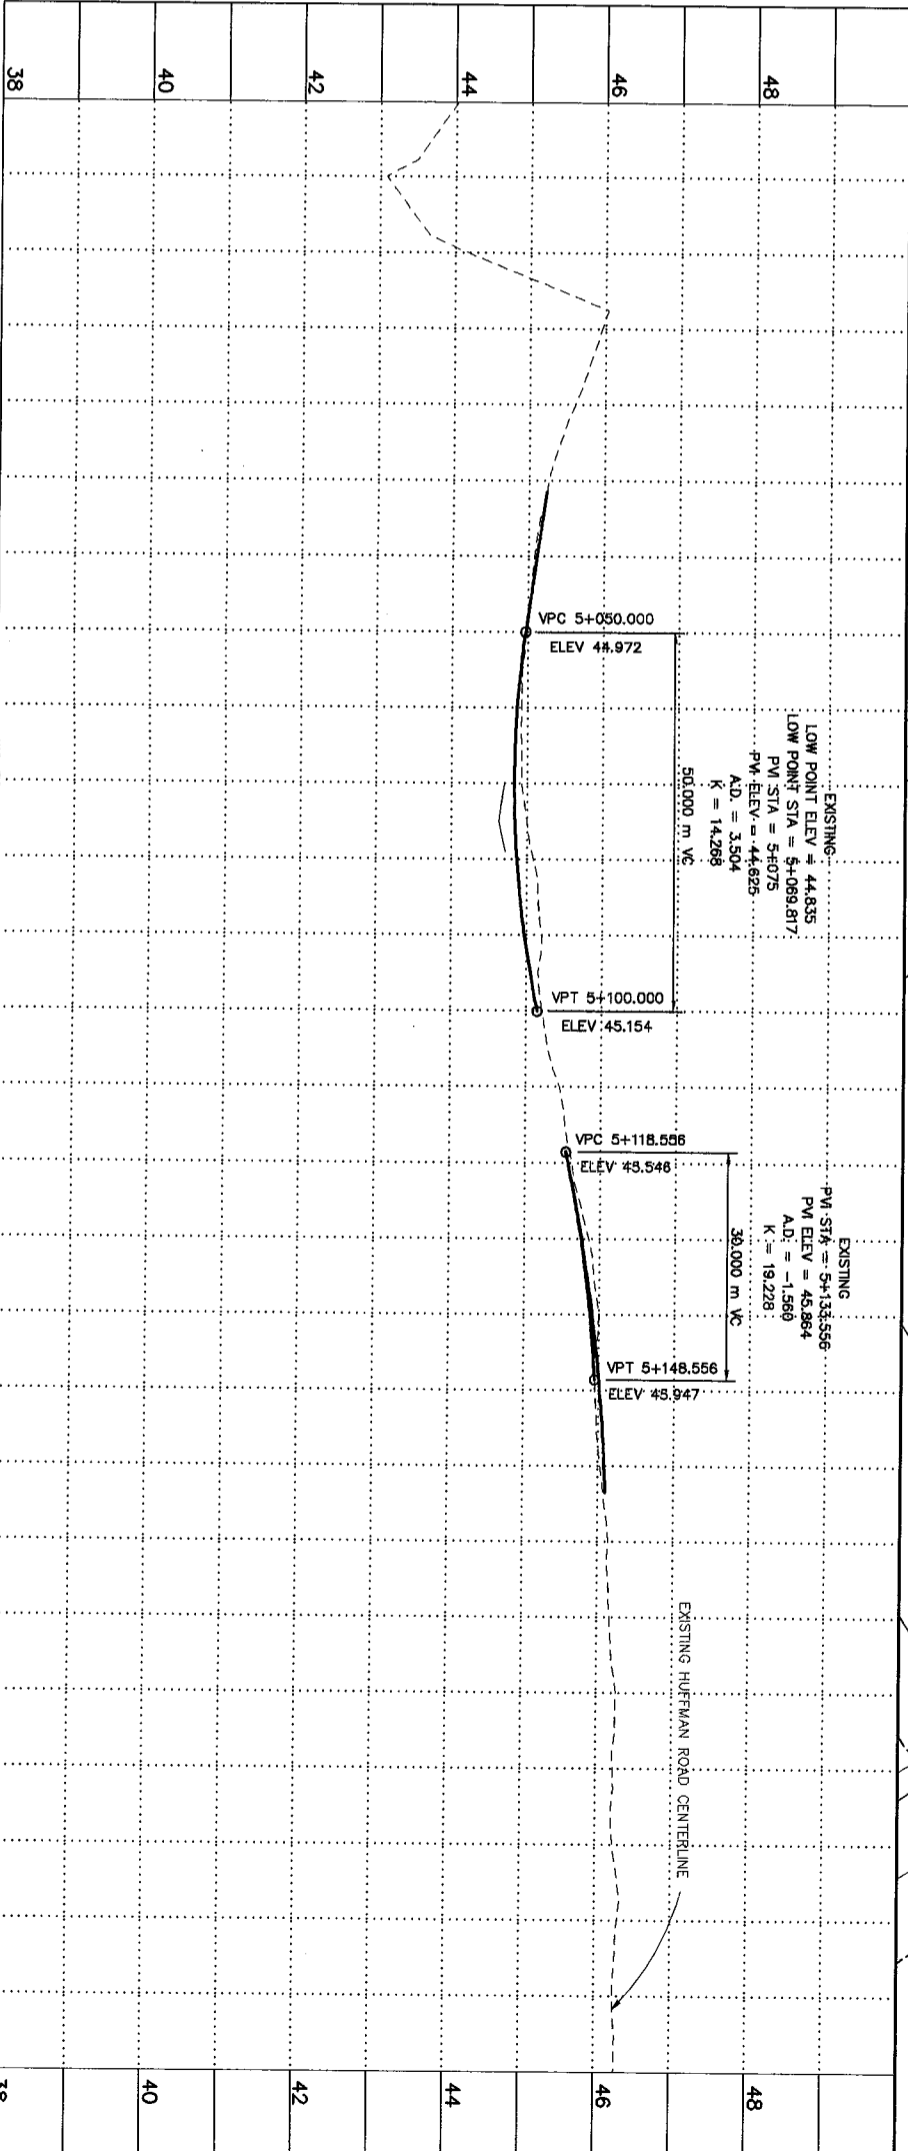 38
40
42
44
46
48
VPC 5+050.000
ELEV 44.972
EXISTING
LOW POINT ELEV = 44.835
LOW POINT STA = 5+069.817
PVI STA = 5+075
PVI ELEV = 44.625
A.D. = 3.504
K = 14.268
50.000 m VC
VPT 5+100.000
ELEV 45.154
VPC 5+118.556
ELEV 45.546
EXISTING
PVI STA = 5+133.556
PVI ELEV = 45.864
A.D. = -1.560
K = 19.228
30.000 m VC
VPT 5+148.556
ELEV 45.947
EXISTING HUFFMAN ROAD CENTERLINE
38
40
42
44
46
48